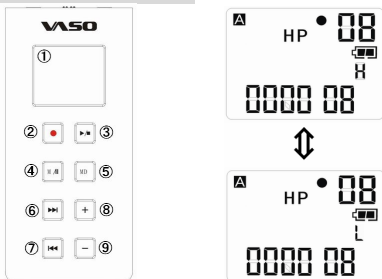 VASO
①
②
③
④ M /M ⑤
MD
⑥ + ⑧
⑦ − ⑨
A HP 08
H
0000 08
A HP 08
L
0000 08